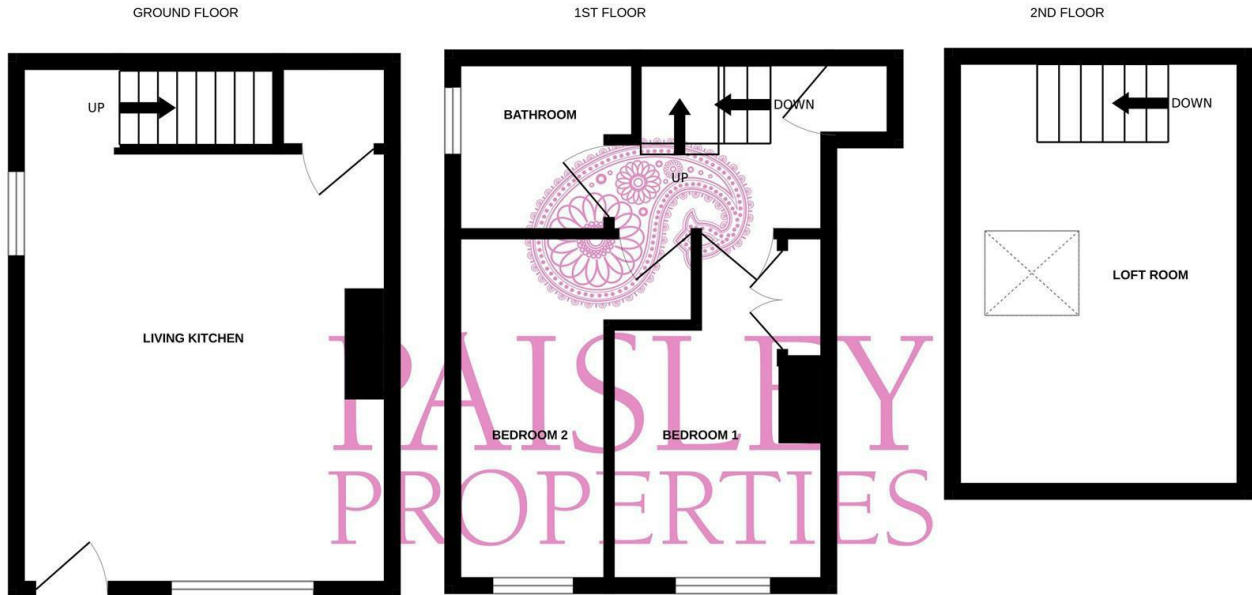 GROUND FLOOR
1ST FLOOR
2ND FLOOR
UP
LIVING KITCHEN
BATHROOM
DOWN
UP
BEDROOM 2
BEDROOM 1
DOWN
LOFT ROOM
PAISLEY
PROPERTIES